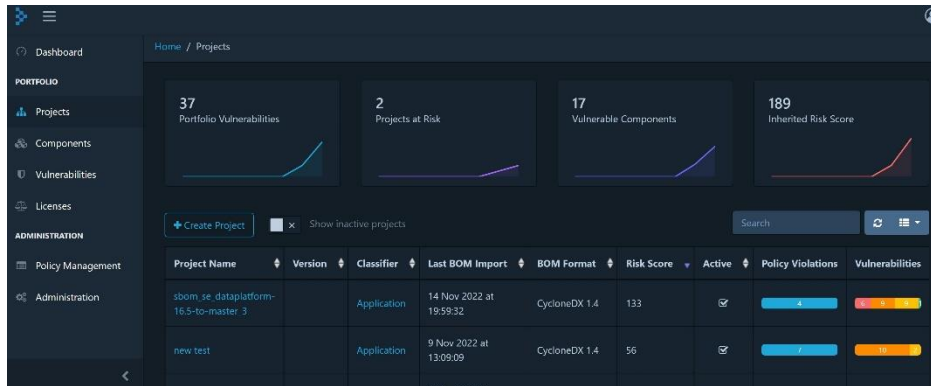 Dashboard
Home / Projects
PORTFOLIO
Projects
Components
Vulnerabilities
Licenses
ADMINISTRATION
Policy Management
Administration
37
Portfolio Vulnerabilities
2
Projects at Risk
17
Vulnerable Components
189
Inherited Risk Score
Create Project
Show inactive projects
Search
Project Name Version Classifier Last BOM Import BOM Format Risk Score Active Policy Violations Vulnerabilities
sbom_se_dataplatform-
16.5-to-master_3
Application
14 Nov 2022 at
19:59:32
CycloneDX 1.4
133
4
9
new test
Application
9 Nov 2022 at
13:09:09
CycloneDX 1.4
56
7
10